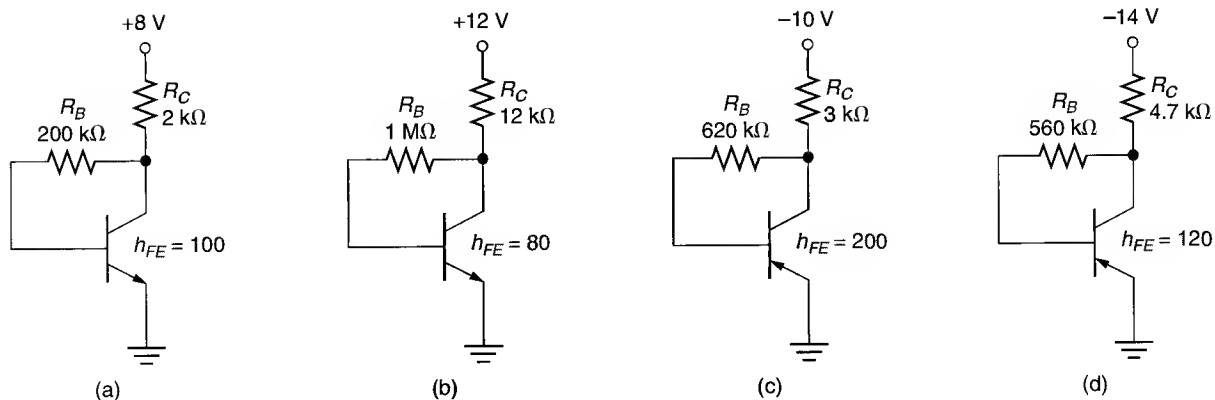 +8 V
R_C
2 kΩ
R_B
200 kΩ
h_FE = 100
(a)
+12 V
R_C
12 kΩ
R_B
1 MΩ
h_FE = 80
(b)
−10 V
R_C
3 kΩ
R_B
620 kΩ
h_FE = 200
(c)
−14 V
R_C
4.7 kΩ
R_B
560 kΩ
h_FE = 120
(d)